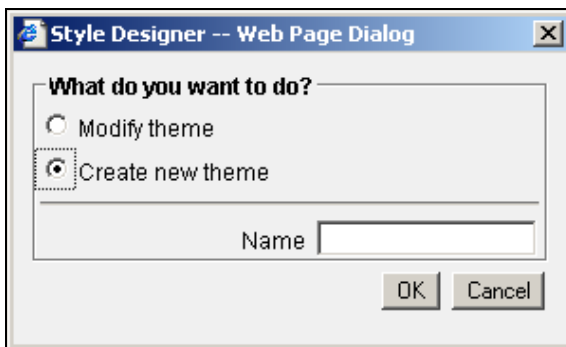 Style Designer -- Web Page Dialog
What do you want to do?
Modify theme
Create new theme
Name
OK Cancel